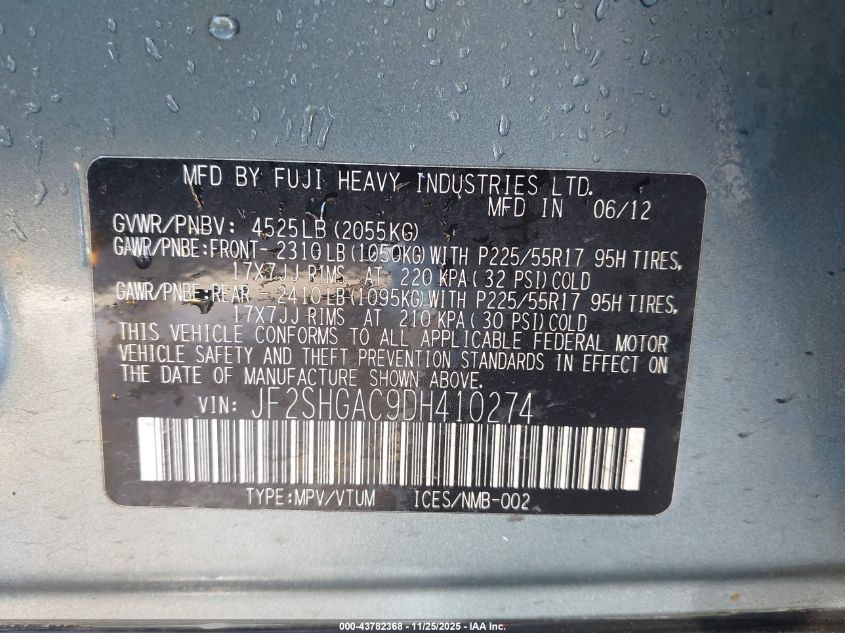 MFD BY FUJI HEAVY INDUSTRIES LTD.
MFD IN 06/12
GVWR/PNBV: 4525LB(2055KG)
GAWR/PNBE:FRONT-2310LB(1050KG)WITH P225/55R17 95H TIRES,
17X7JJ RIMS AT 220 KPA(32 PSI)COLD
GAWR/PNBE:REAR 2410LB(1095KG)WITH P225/55R17 95H TIRES,
17X7JJ RIMS AT 210 KPA(30 PSI)COLD
THIS VEHICLE CONFORMS TO ALL APPLICABLE FEDERAL MOTOR
VEHICLE SAFETY AND THEFT PREVENTION STANDARDS IN EFFECT ON
THE DATE OF MANUFACTURE SHOWN ABOVE.
VIN: JF2SHGAC9DH410274
TYPE:MPV/VTUM ICES/NMB-002
000-43782368 - 11/25/2025 - IAA Inc.